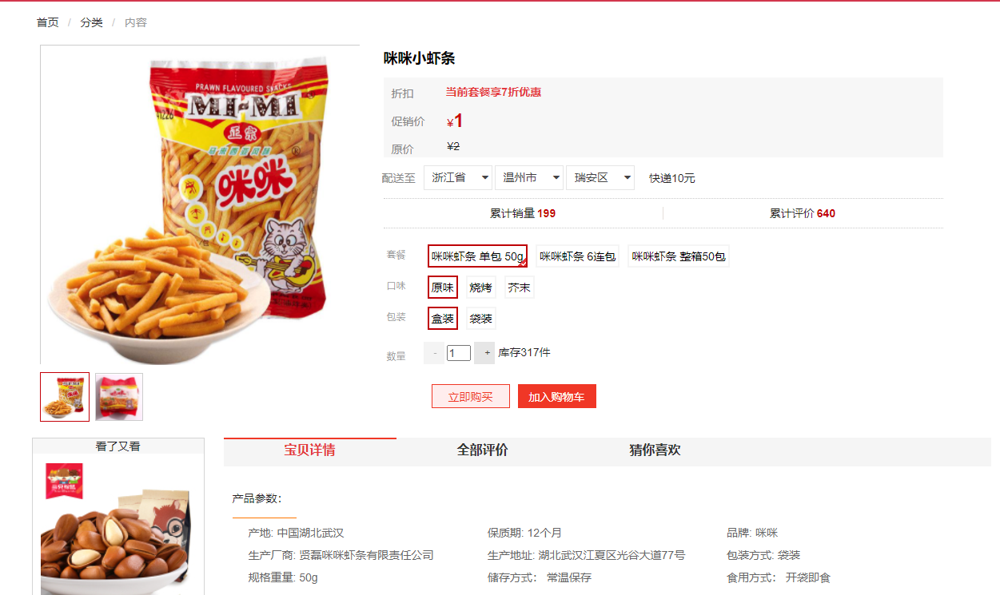 首页 / 分类 / 内容
咪咪小虾条
折扣 当前套餐享7折优惠
促销价 ¥1
原价 ¥2
配送至 浙江省 温州市 瑞安区 快递10元
累计销量 199 累计评价 640
套餐 咪咪虾条 单包 50g 咪咪虾条 6连包 咪咪虾条 整箱50包
口味 原味 烧烤 芥末
包装 盒装 袋装
数量 - 1 + 库存317件
立即购买 加入购物车
PRAWN FLAVOURED SNACKS
MI-MI
正宗
咪咪
看了又看
宝贝详情 全部评价 猜你喜欢
产品参数:
产地: 中国湖北武汉 保质期: 12个月 品牌: 咪咪
生产厂商: 贤磊咪咪虾条有限责任公司 生产地址: 湖北武汉江夏区光谷大道77号 包装方式: 袋装
规格重量: 50g 储存方式: 常温保存 食用方式: 开袋即食